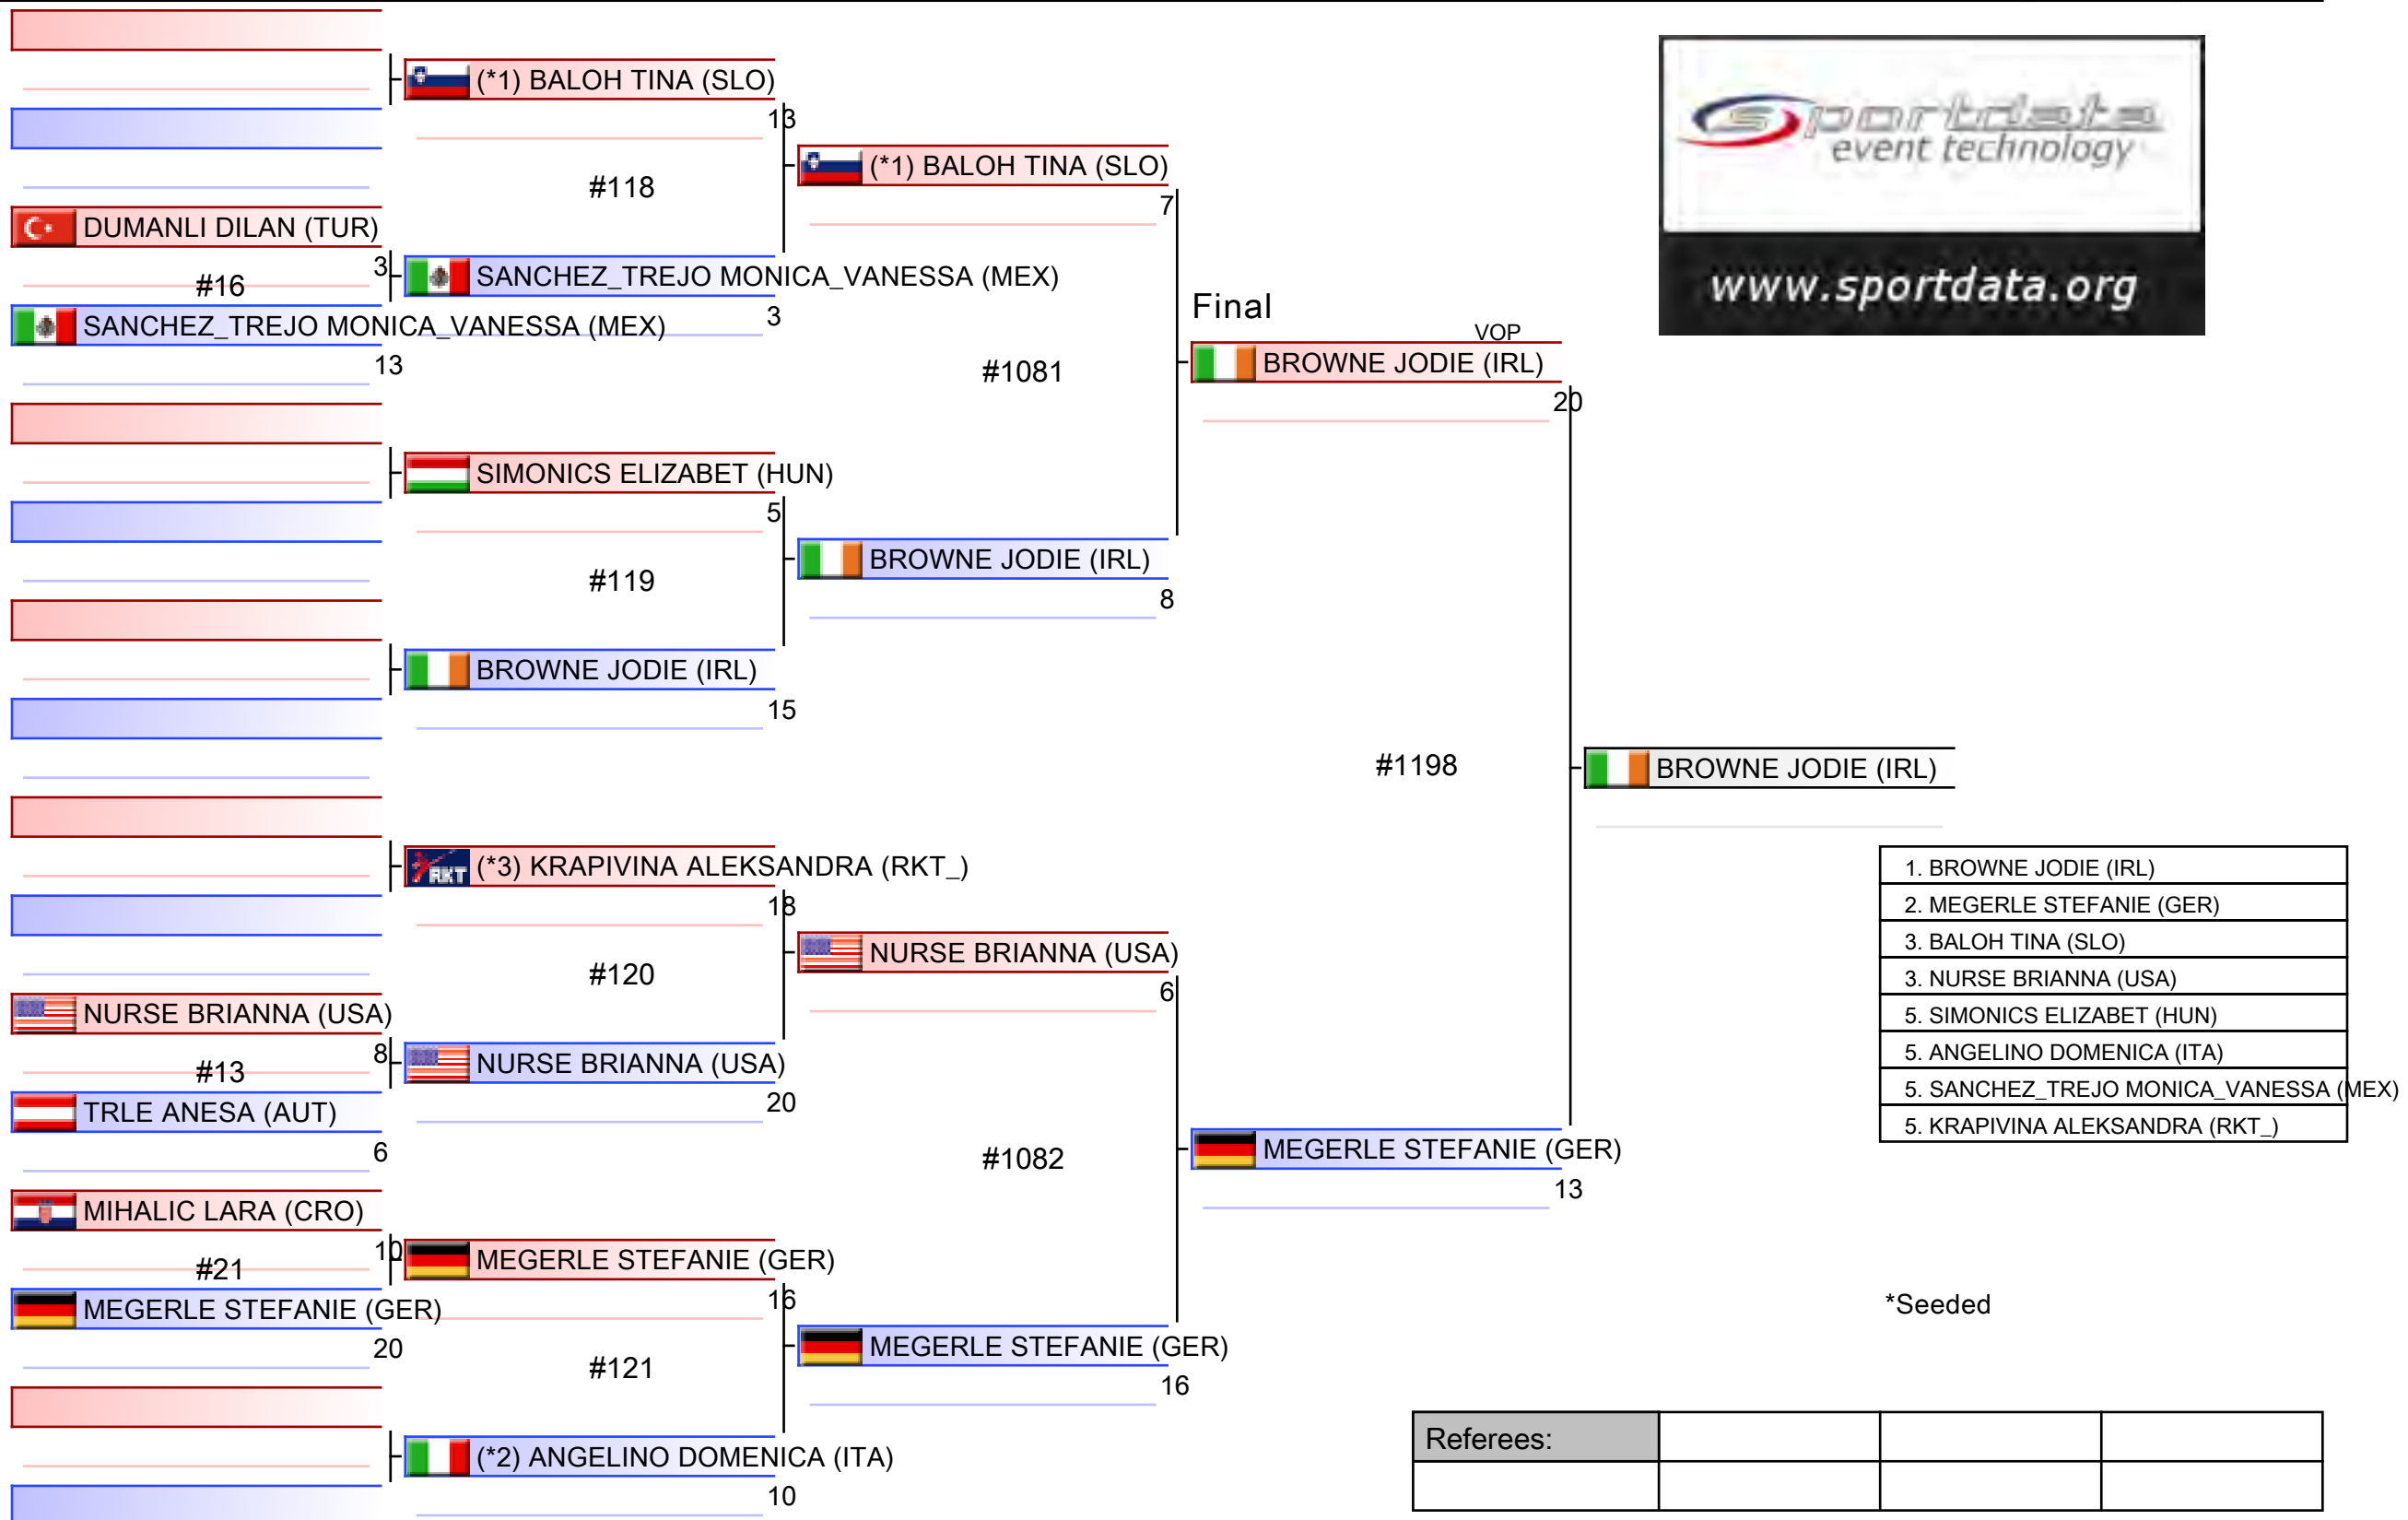 (*1) BALOH TINA (SLO)
13
#118
(*1) BALOH TINA (SLO)
7
DUMANLI DILAN (TUR)
3
#16
SANCHEZ_TREJO MONICA_VANESSA (MEX)
3
SANCHEZ_TREJO MONICA_VANESSA (MEX)
13
Final
VOP
#1081
BROWNE JODIE (IRL)
20
SIMONICS ELIZABET (HUN)
5
#119
BROWNE JODIE (IRL)
8
BROWNE JODIE (IRL)
15
#1198
BROWNE JODIE (IRL)
(*3) KRAPIVINA ALEKSANDRA (RKT_)
RKT
18
#120
NURSE BRIANNA (USA)
6
NURSE BRIANNA (USA)
8
#13
NURSE BRIANNA (USA)
20
TRLE ANESA (AUT)
6
#1082
MEGERLE STEFANIE (GER)
13
MIHALIC LARA (CRO)
10
#21
MEGERLE STEFANIE (GER)
16
MEGERLE STEFANIE (GER)
20
#121
MEGERLE STEFANIE (GER)
16
(*2) ANGELINO DOMENICA (ITA)
10
sportdata
event technology
www.sportdata.org
1. BROWNE JODIE (IRL)
2. MEGERLE STEFANIE (GER)
3. BALOH TINA (SLO)
3. NURSE BRIANNA (USA)
5. SIMONICS ELIZABET (HUN)
5. ANGELINO DOMENICA (ITA)
5. SANCHEZ_TREJO MONICA_VANESSA (MEX)
5. KRAPIVINA ALEKSANDRA (RKT_)
*Seeded
Referees: